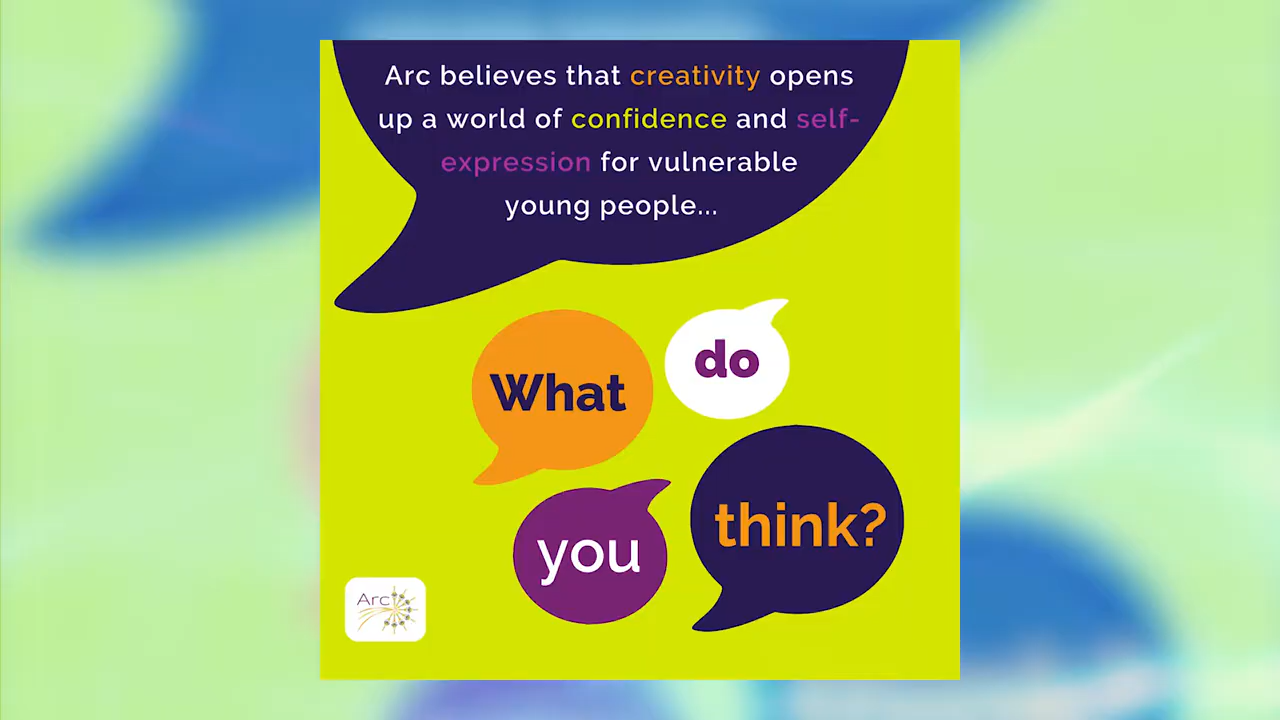 Arc believes that creativity opens
up a world of confidence and self-
expression for vulnerable
young people...
What
do
you
think?
Arc